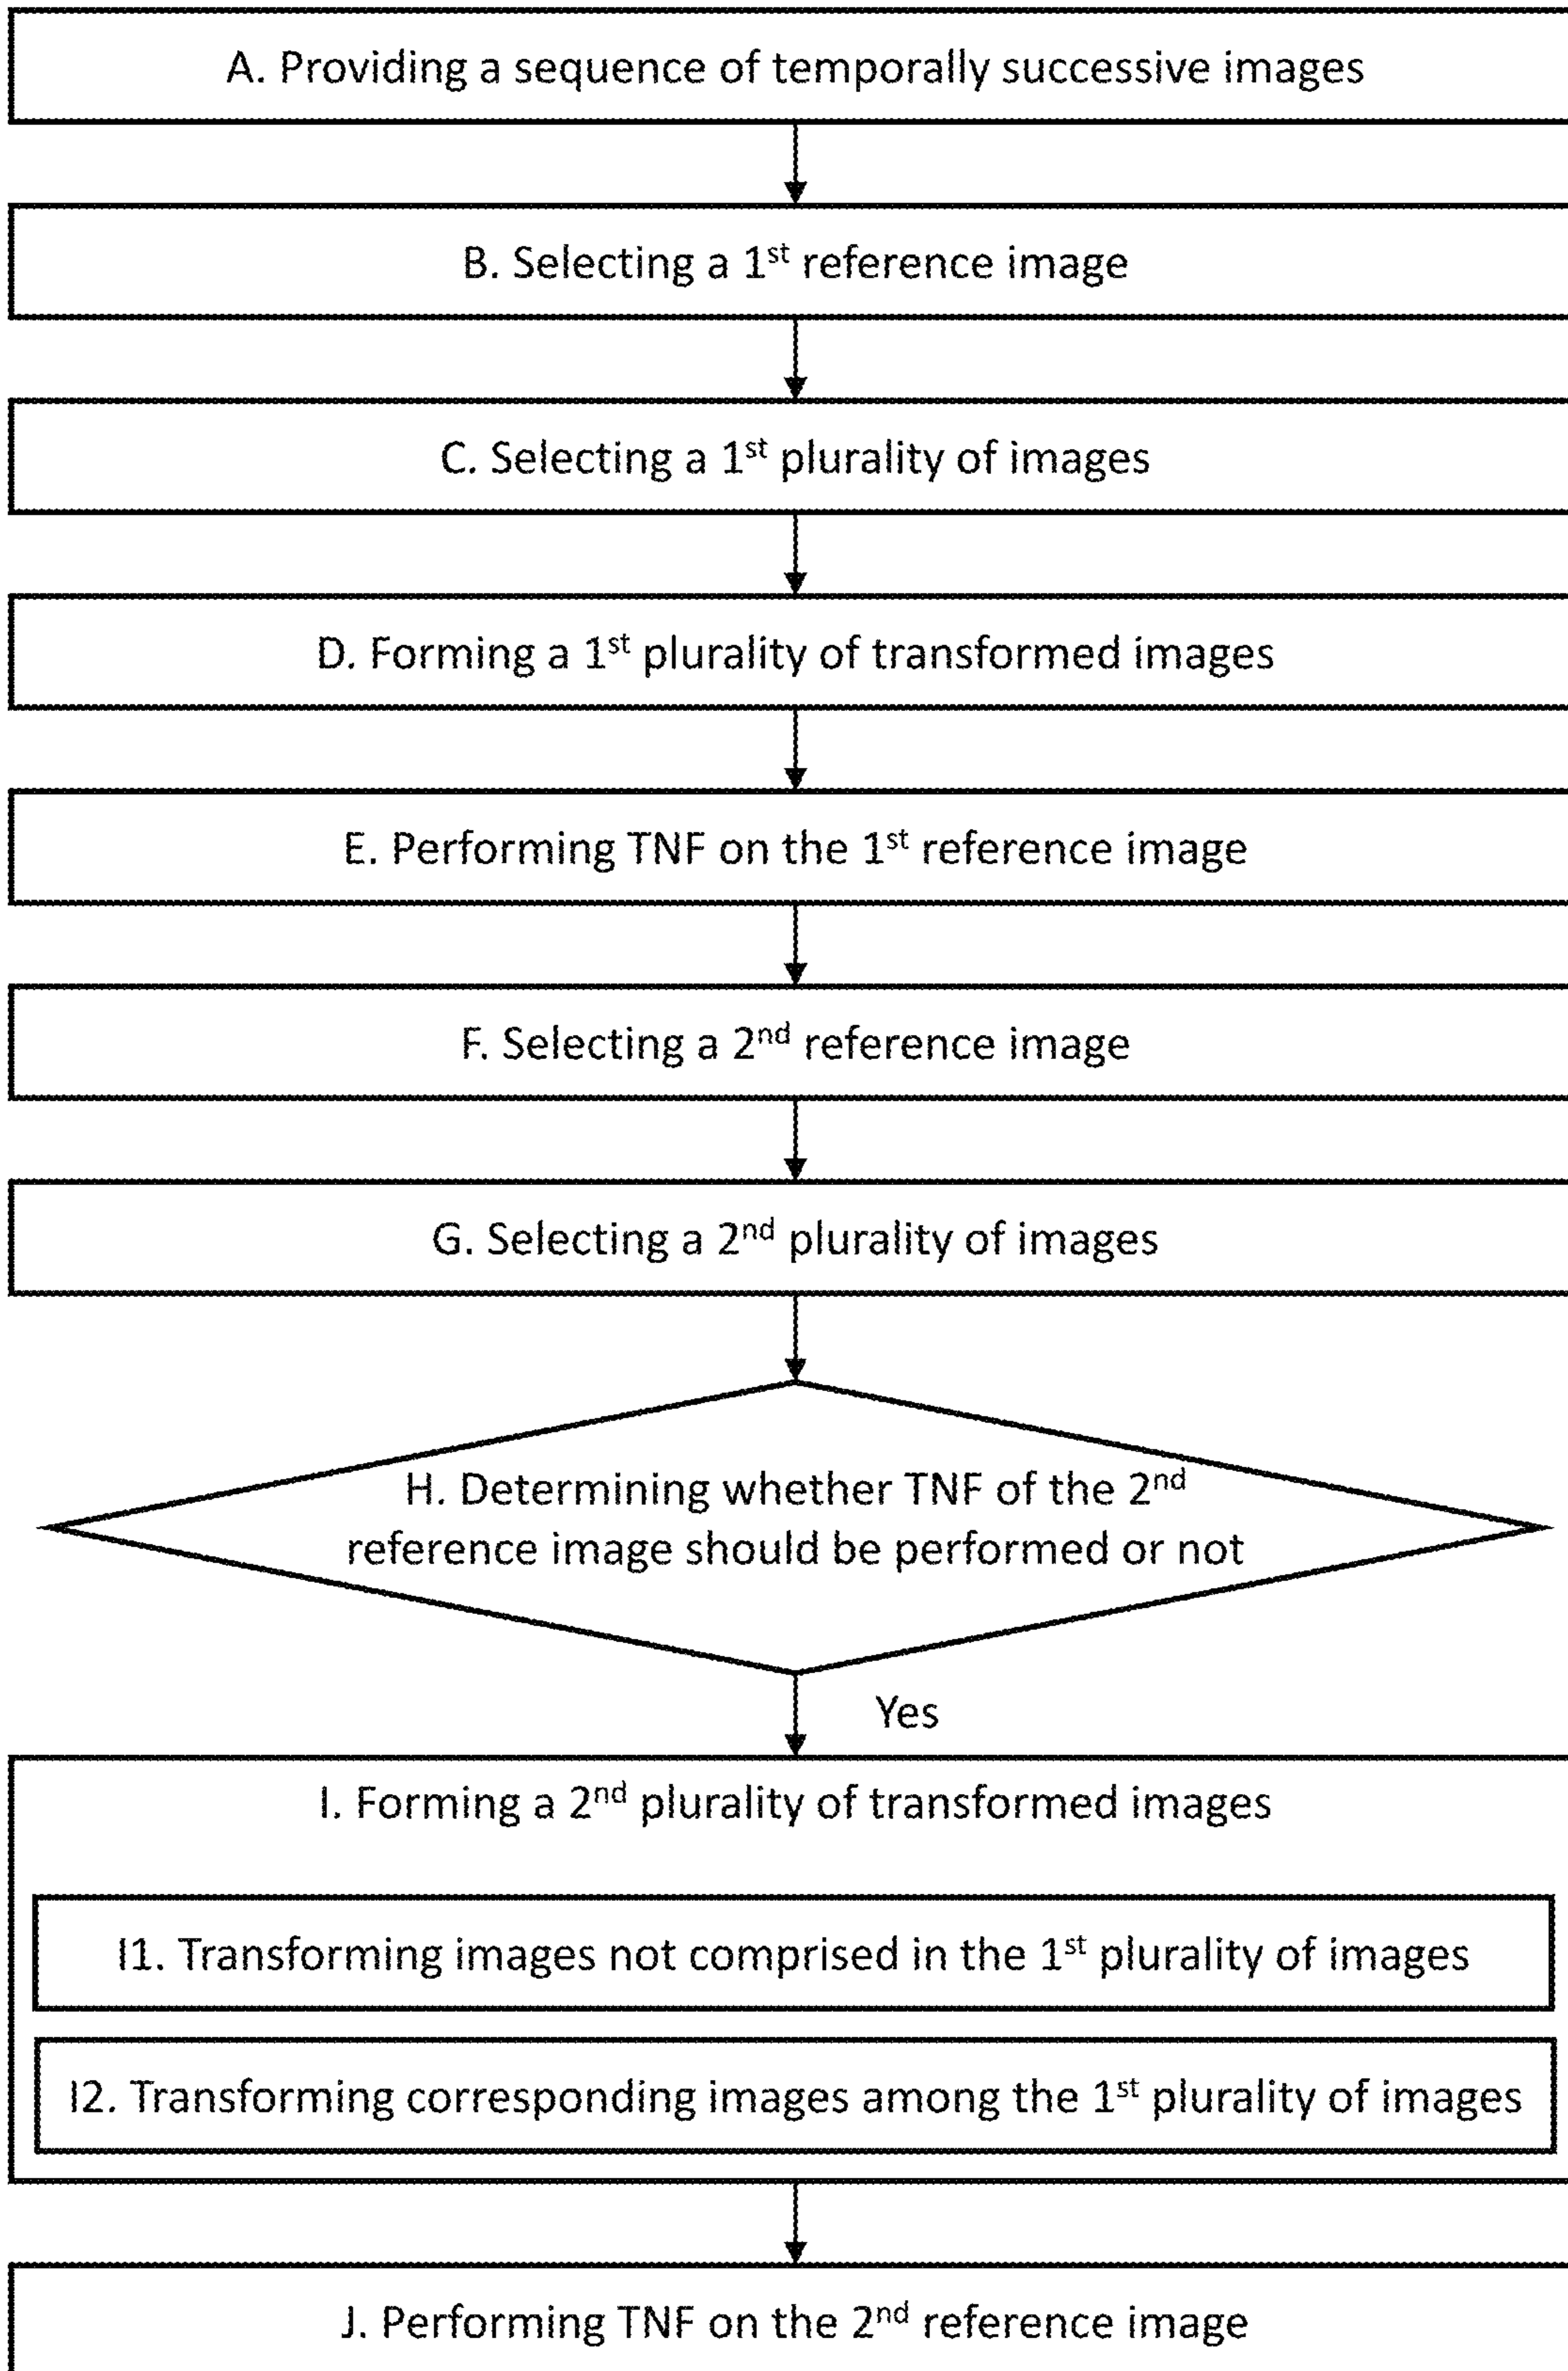 A. Providing a sequence of temporally successive images
B. Selecting a 1st reference image
C. Selecting a 1st plurality of images
D. Forming a 1st plurality of transformed images
E. Performing TNF on the 1st reference image
F. Selecting a 2nd reference image
G. Selecting a 2nd plurality of images
H. Determining whether TNF of the 2nd
reference image should be performed or not
Yes
I. Forming a 2nd plurality of transformed images
I1. Transforming images not comprised in the 1st plurality of images
I2. Transforming corresponding images among the 1st plurality of images
J. Performing TNF on the 2nd reference image